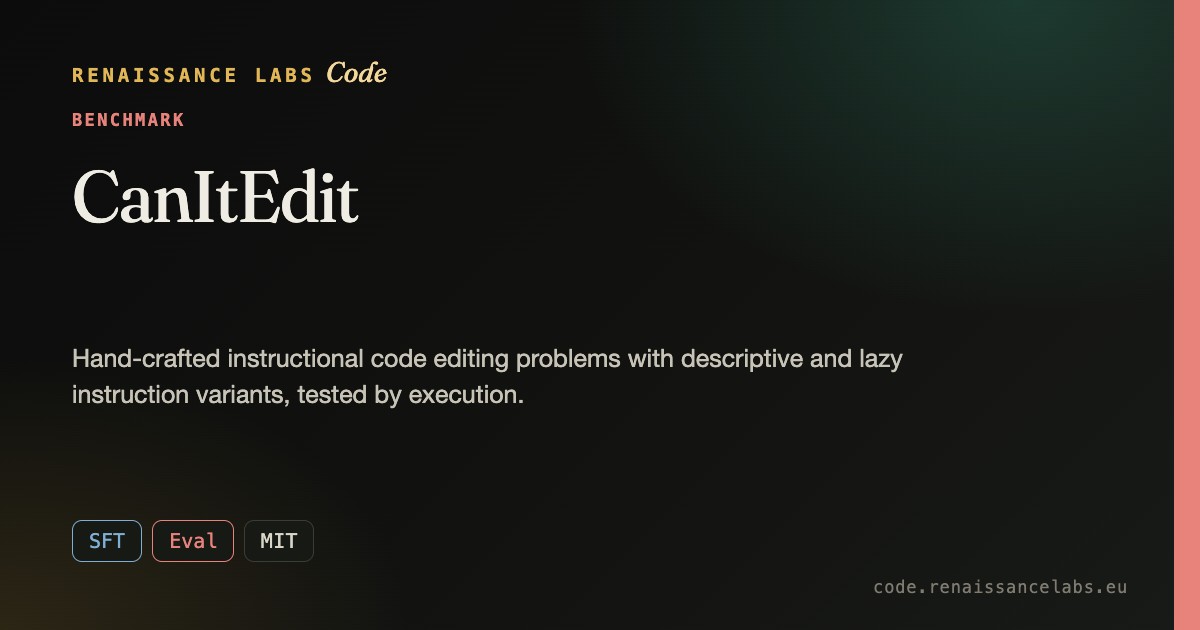 RENAISSANCE LABS Code
BENCHMARK
CanItEdit
Hand-crafted instructional code editing problems with descriptive and lazy
instruction variants, tested by execution.
SFT Eval MIT
code.renaissancelabs.eu